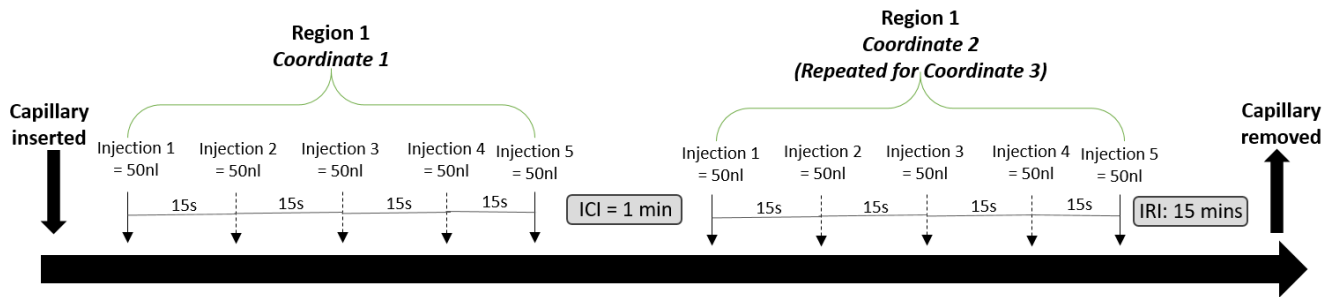 Region 1
Coordinate 1
Region 1
Coordinate 2
(Repeated for Coordinate 3)
Capillary
inserted
Capillary
removed
Injection 1
= 50nl
Injection 2
= 50nl
Injection 3
= 50nl
Injection 4
= 50nl
Injection 5
= 50nl
15s
15s
15s
15s
ICI = 1 min
Injection 1
= 50nl
Injection 2
= 50nl
Injection 3
= 50nl
Injection 4
= 50nl
Injection 5
= 50nl
15s
15s
15s
15s
IRI: 15 mins